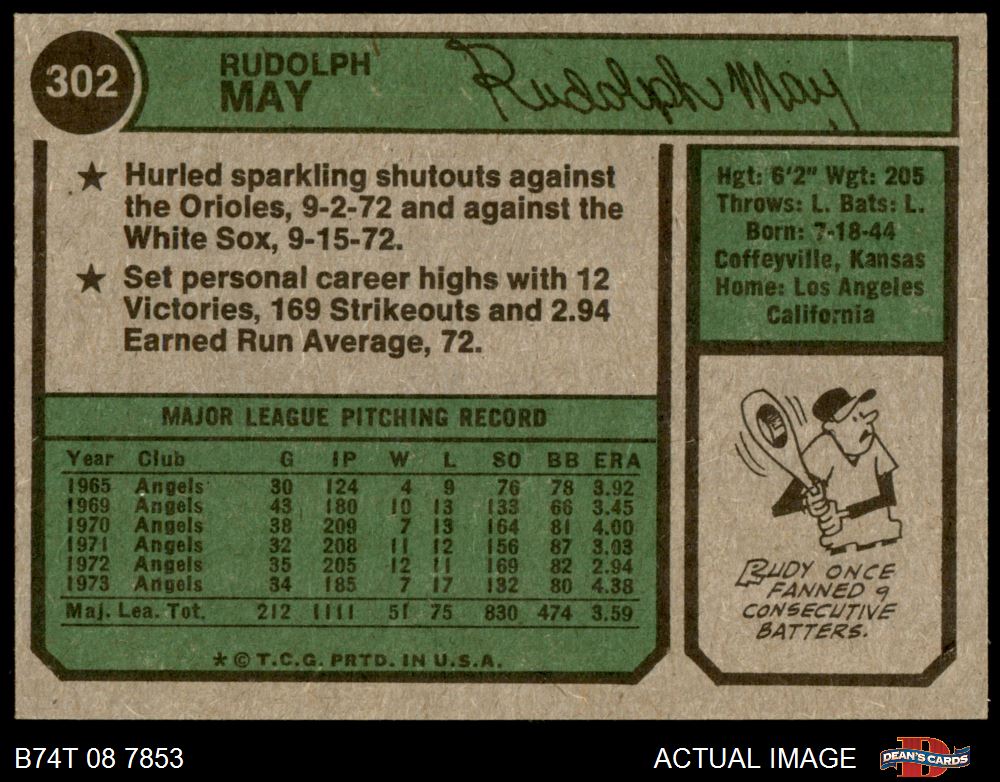 302
RUDOLPH
MAY
Rudolph May
★ Hurled sparkling shutouts against
the Orioles, 9-2-72 and against the
White Sox, 9-15-72.
★ Set personal career highs with 12
Victories, 169 Strikeouts and 2.94
Earned Run Average, 72.
Hgt: 6'2" Wgt: 205
Throws: L. Bats: L.
Born: 7-18-44
Coffeyville, Kansas
Home: Los Angeles
California
MAJOR LEAGUE PITCHING RECORD
Year Club G IP W L SO BB ERA
1965 Angels 30 124 4 9 76 78 3.92
1969 Angels 43 180 10 13 133 66 3.45
1970 Angels 38 209 7 13 164 81 4.00
1971 Angels 32 208 11 12 156 87 3.03
1972 Angels 35 205 12 11 169 82 2.94
1973 Angels 34 185 7 17 132 80 4.38
Maj. Lea. Tot. 212 1111 51 75 830 474 3.59
* © T.C.G. PRTD. IN U.S.A.
RUDY ONCE
FANNED 9
CONSECUTIVE
BATTERS.
B74T 08 7853
ACTUAL IMAGE
DEAN'S CARDS